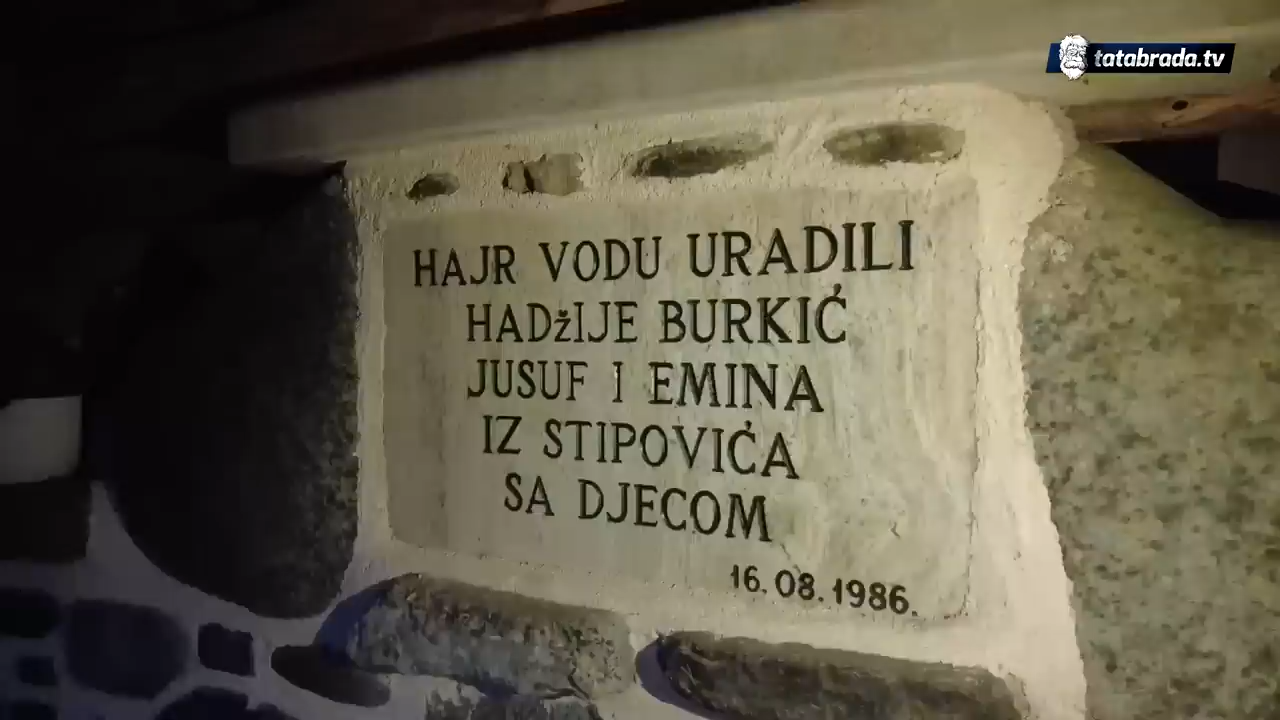 tatabrada.tv
HAJR VODU URADILI
HADžIJE BURKIĆ
JUSUF I EMINA
IZ STIPOVIĆA
SA DJECOM
16.08.1986.